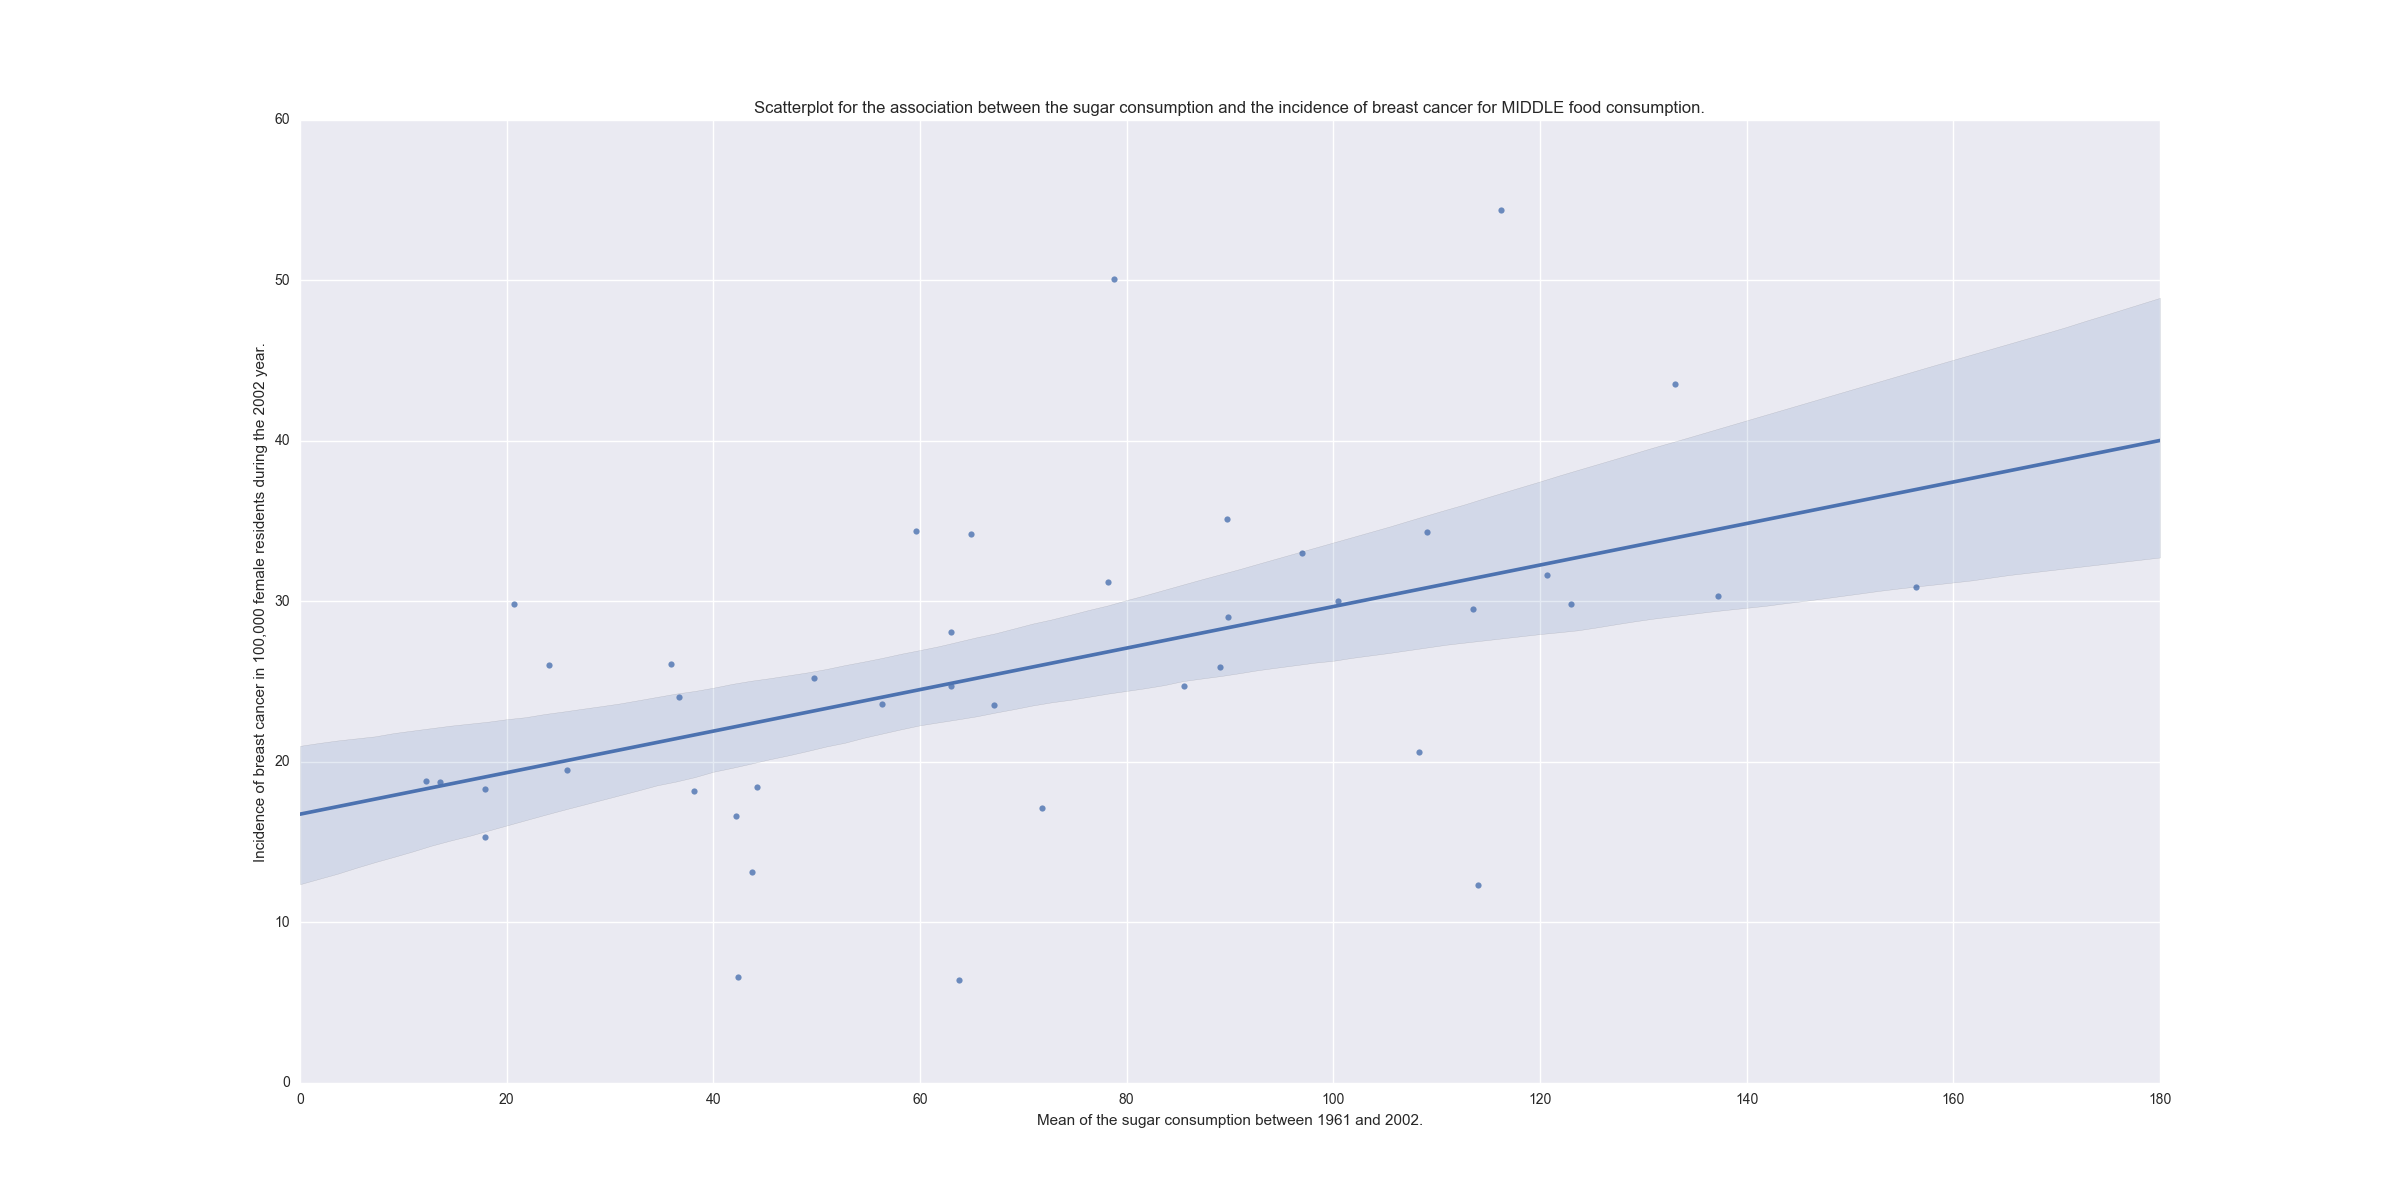 Scatterplot for the association between the sugar consumption and the incidence of breast cancer for MIDDLE food consumption.
60
50
40
30
20
10
0
Incidence of breast cancer in 100,000 female residents during the 2002 year.
0 20 40 60 80 100 120 140 160 180
Mean of the sugar consumption between 1961 and 2002.